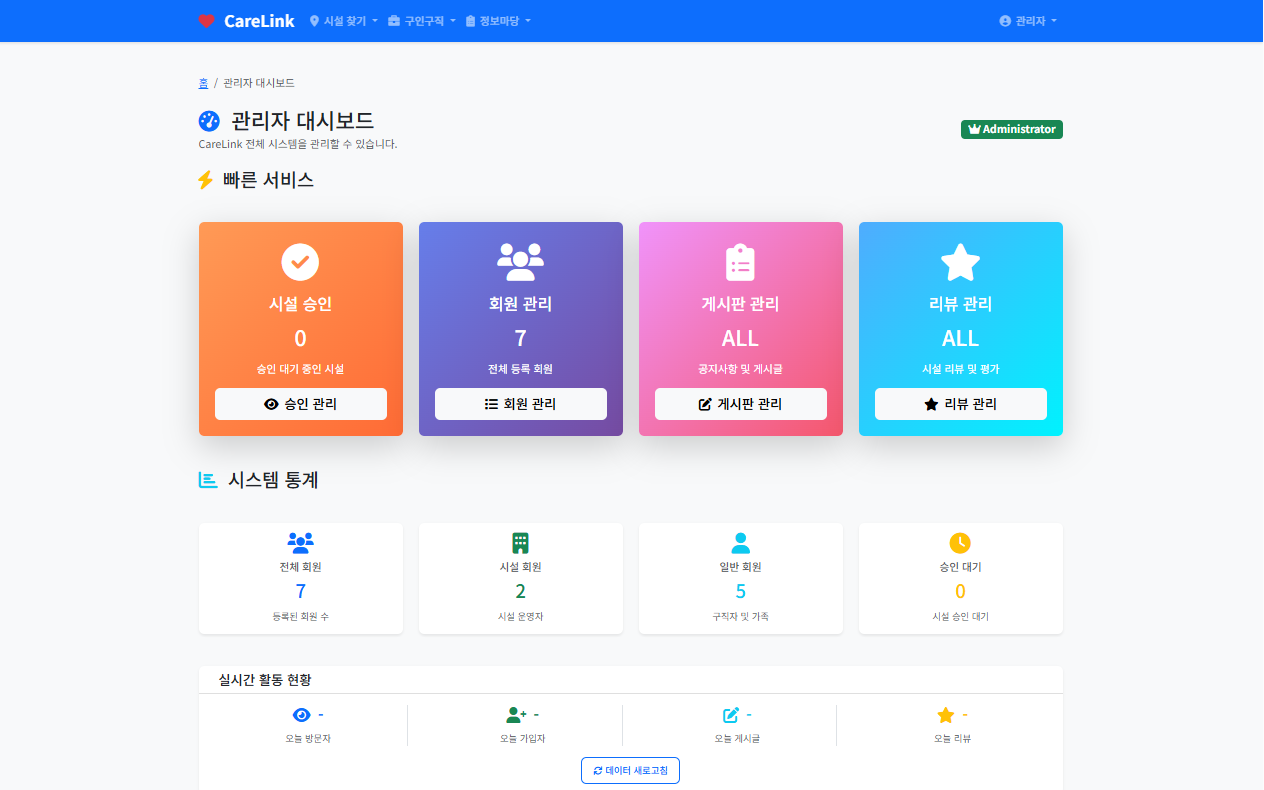 CareLink 시설 찾기 구인구직 정보마당 관리자
홈 / 관리자 대시보드
관리자 대시보드
CareLink 전체 시스템을 관리할 수 있습니다.
Administrator
빠른 서비스
시설 승인
0
승인 대기 중인 시설
승인 관리
회원 관리
7
전체 등록 회원
회원 관리
게시판 관리
ALL
공지사항 및 게시글
게시판 관리
리뷰 관리
ALL
시설 리뷰 및 평가
리뷰 관리
시스템 통계
전체 회원
7
등록된 회원 수
시설 회원
2
시설 운영자
일반 회원
5
구직자 및 가족
승인 대기
0
시설 승인 대기
실시간 활동 현황
-
오늘 방문자
-
오늘 가입자
-
오늘 게시글
-
오늘 리뷰
데이터 새로고침